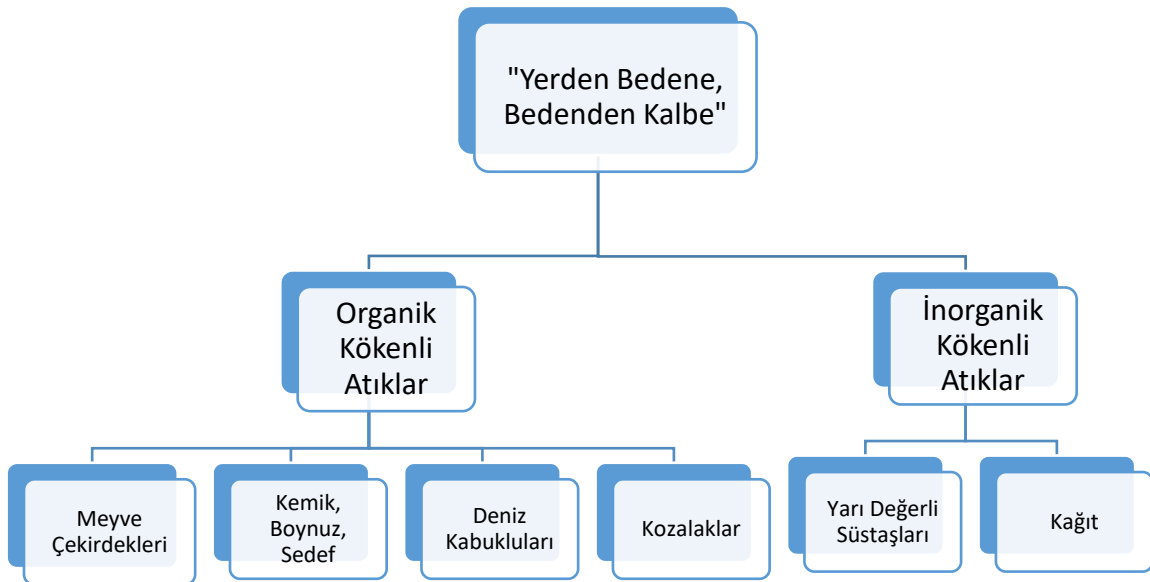 "Yerden Bedene,
Bedenden Kalbe"
Organik
Kökenli
Atıklar
İnorganik
Kökenli
Atıklar
Meyve
Çekirdekleri
Kemik,
Boynuz,
Sedef
Deniz
Kabukluları
Kozalaklar
Yarı Değerli
Süstaşları
Kağıt